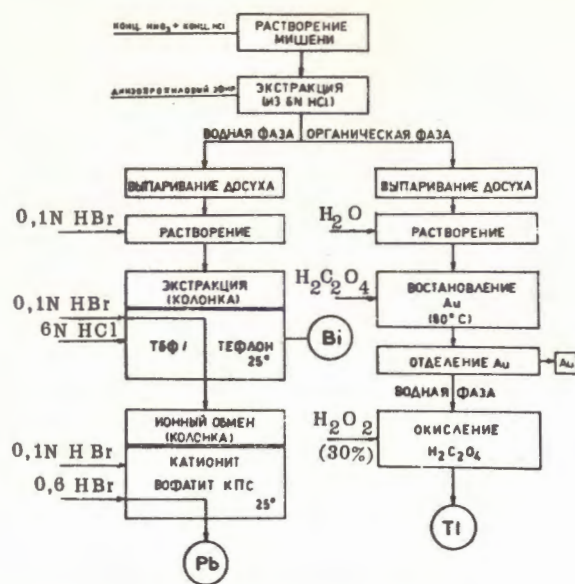 КОНЦ. HNO₃ + КОНЦ. HCl
РАСТВОРЕНИЕ
МИШЕНИ
ДИИЗОПРОПИЛОВЫЙ ЭФИР
ЭКСТРАКЦИЯ
(ИЗ 6N HCl)
ВОДНАЯ ФАЗА
ОРГАНИЧЕСКАЯ ФАЗА
ВЫПАРИВАНИЕ ДОСУХА
0,1N HBr
РАСТВОРЕНИЕ
ЭКСТРАКЦИЯ
(КОЛОНКА)
0,1N HBr
6N HCl
ТБФ /
ТЕФЛОН
25°
Bi
ИОННЫЙ ОБМЕН
(КОЛОНКА)
0,1N HBr
КАТИОНИТ
ВОФАТИТ КПС
0,6 HBr
25°
Pb
ВЫПАРИВАНИЕ ДОСУХА
H₂O
РАСТВОРЕНИЕ
H₂C₂O₄
ВОСТАНОВЛЕНИЕ
Au
(80°C)
ОТДЕЛЕНИЕ Au
Au
ВОДНАЯ ФАЗА
H₂O₂
(30%)
ОКИСЛЕНИЕ
H₂C₂O₄
Tl